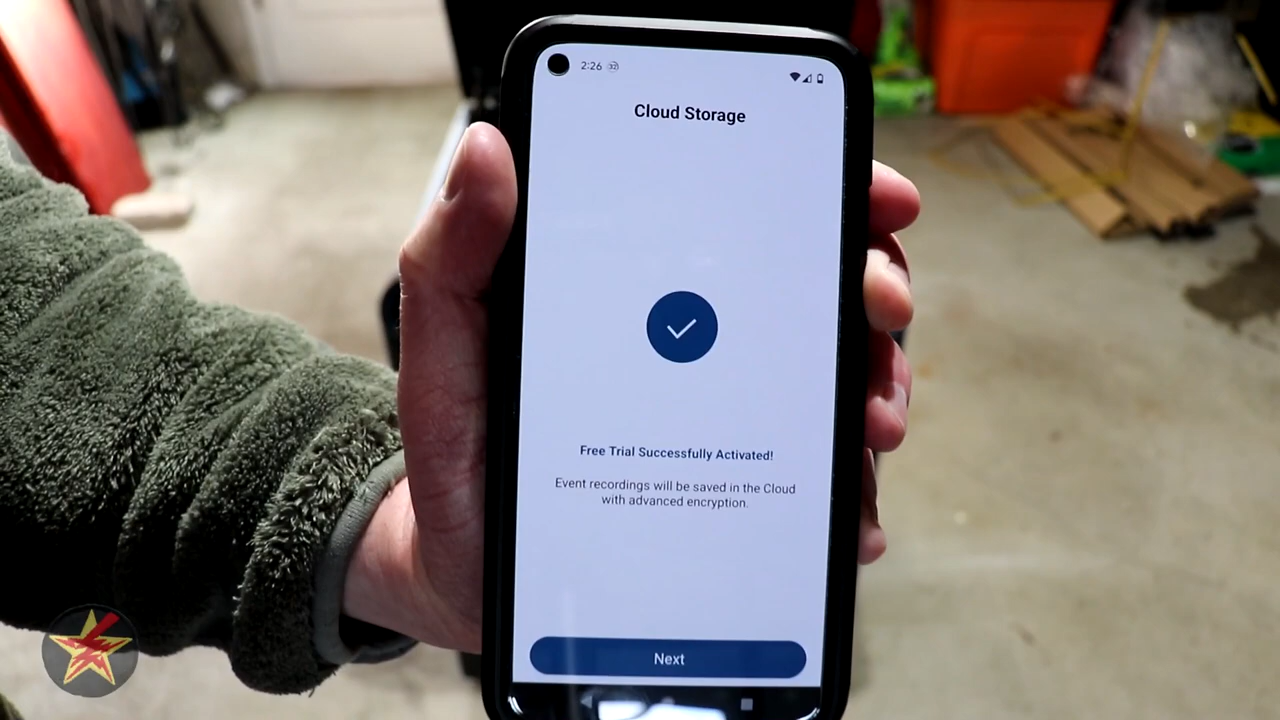 2:26
Cloud Storage
Free Trial Successfully Activated!
Event recordings will be saved in the Cloud
with advanced encryption.
Next